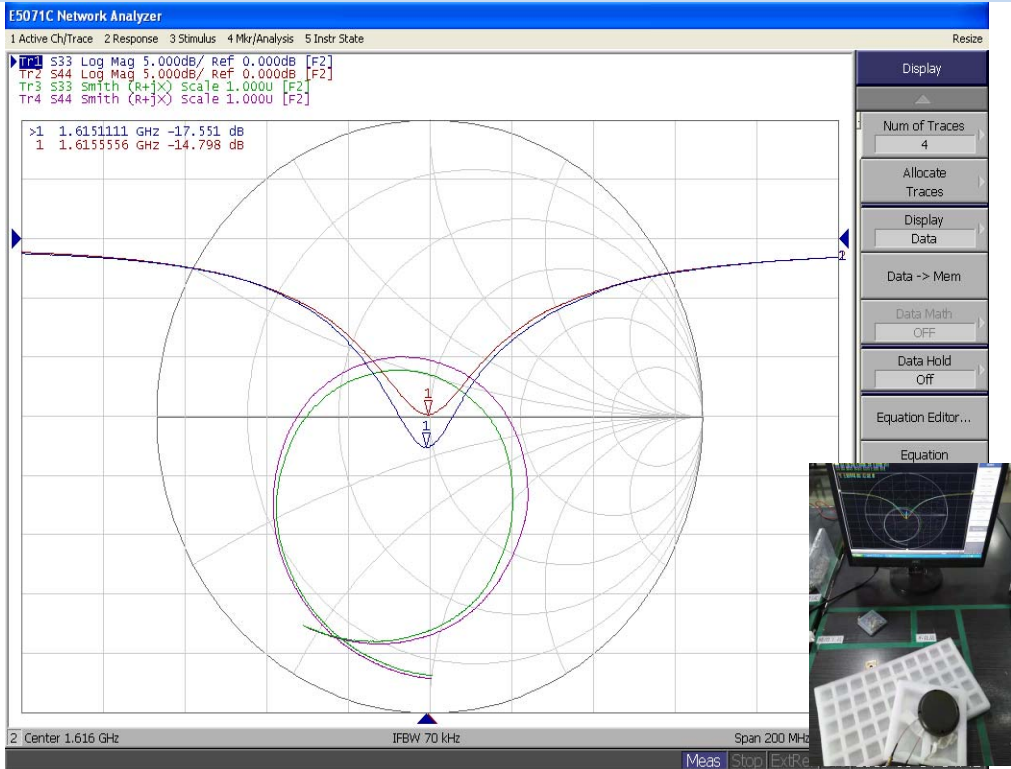 E5071C Network Analyzer
1 Active Ch/Trace 2 Response 3 Stimulus 4 Mkr/Analysis 5 Instr State
Resize
Tr1 S33 Log Mag 5.000dB/ Ref 0.000dB [F2]
Tr2 S44 Log Mag 5.000dB/ Ref 0.000dB [F2]
Tr3 S33 Smith (R+jX) Scale 1.000U [F2]
Tr4 S44 Smith (R+jX) Scale 1.000U [F2]
>1 1.6151111 GHz -17.551 dB
1 1.6155556 GHz -14.798 dB
1
1
Display
Num of Traces
4
Allocate
Traces
Display
Data
Data -> Mem
Data Math
OFF
Data Hold
Off
Equation Editor...
Equation
2 Center 1.616 GHz
IFBW 70 kHz
Span 200 MHz
Meas
Stop